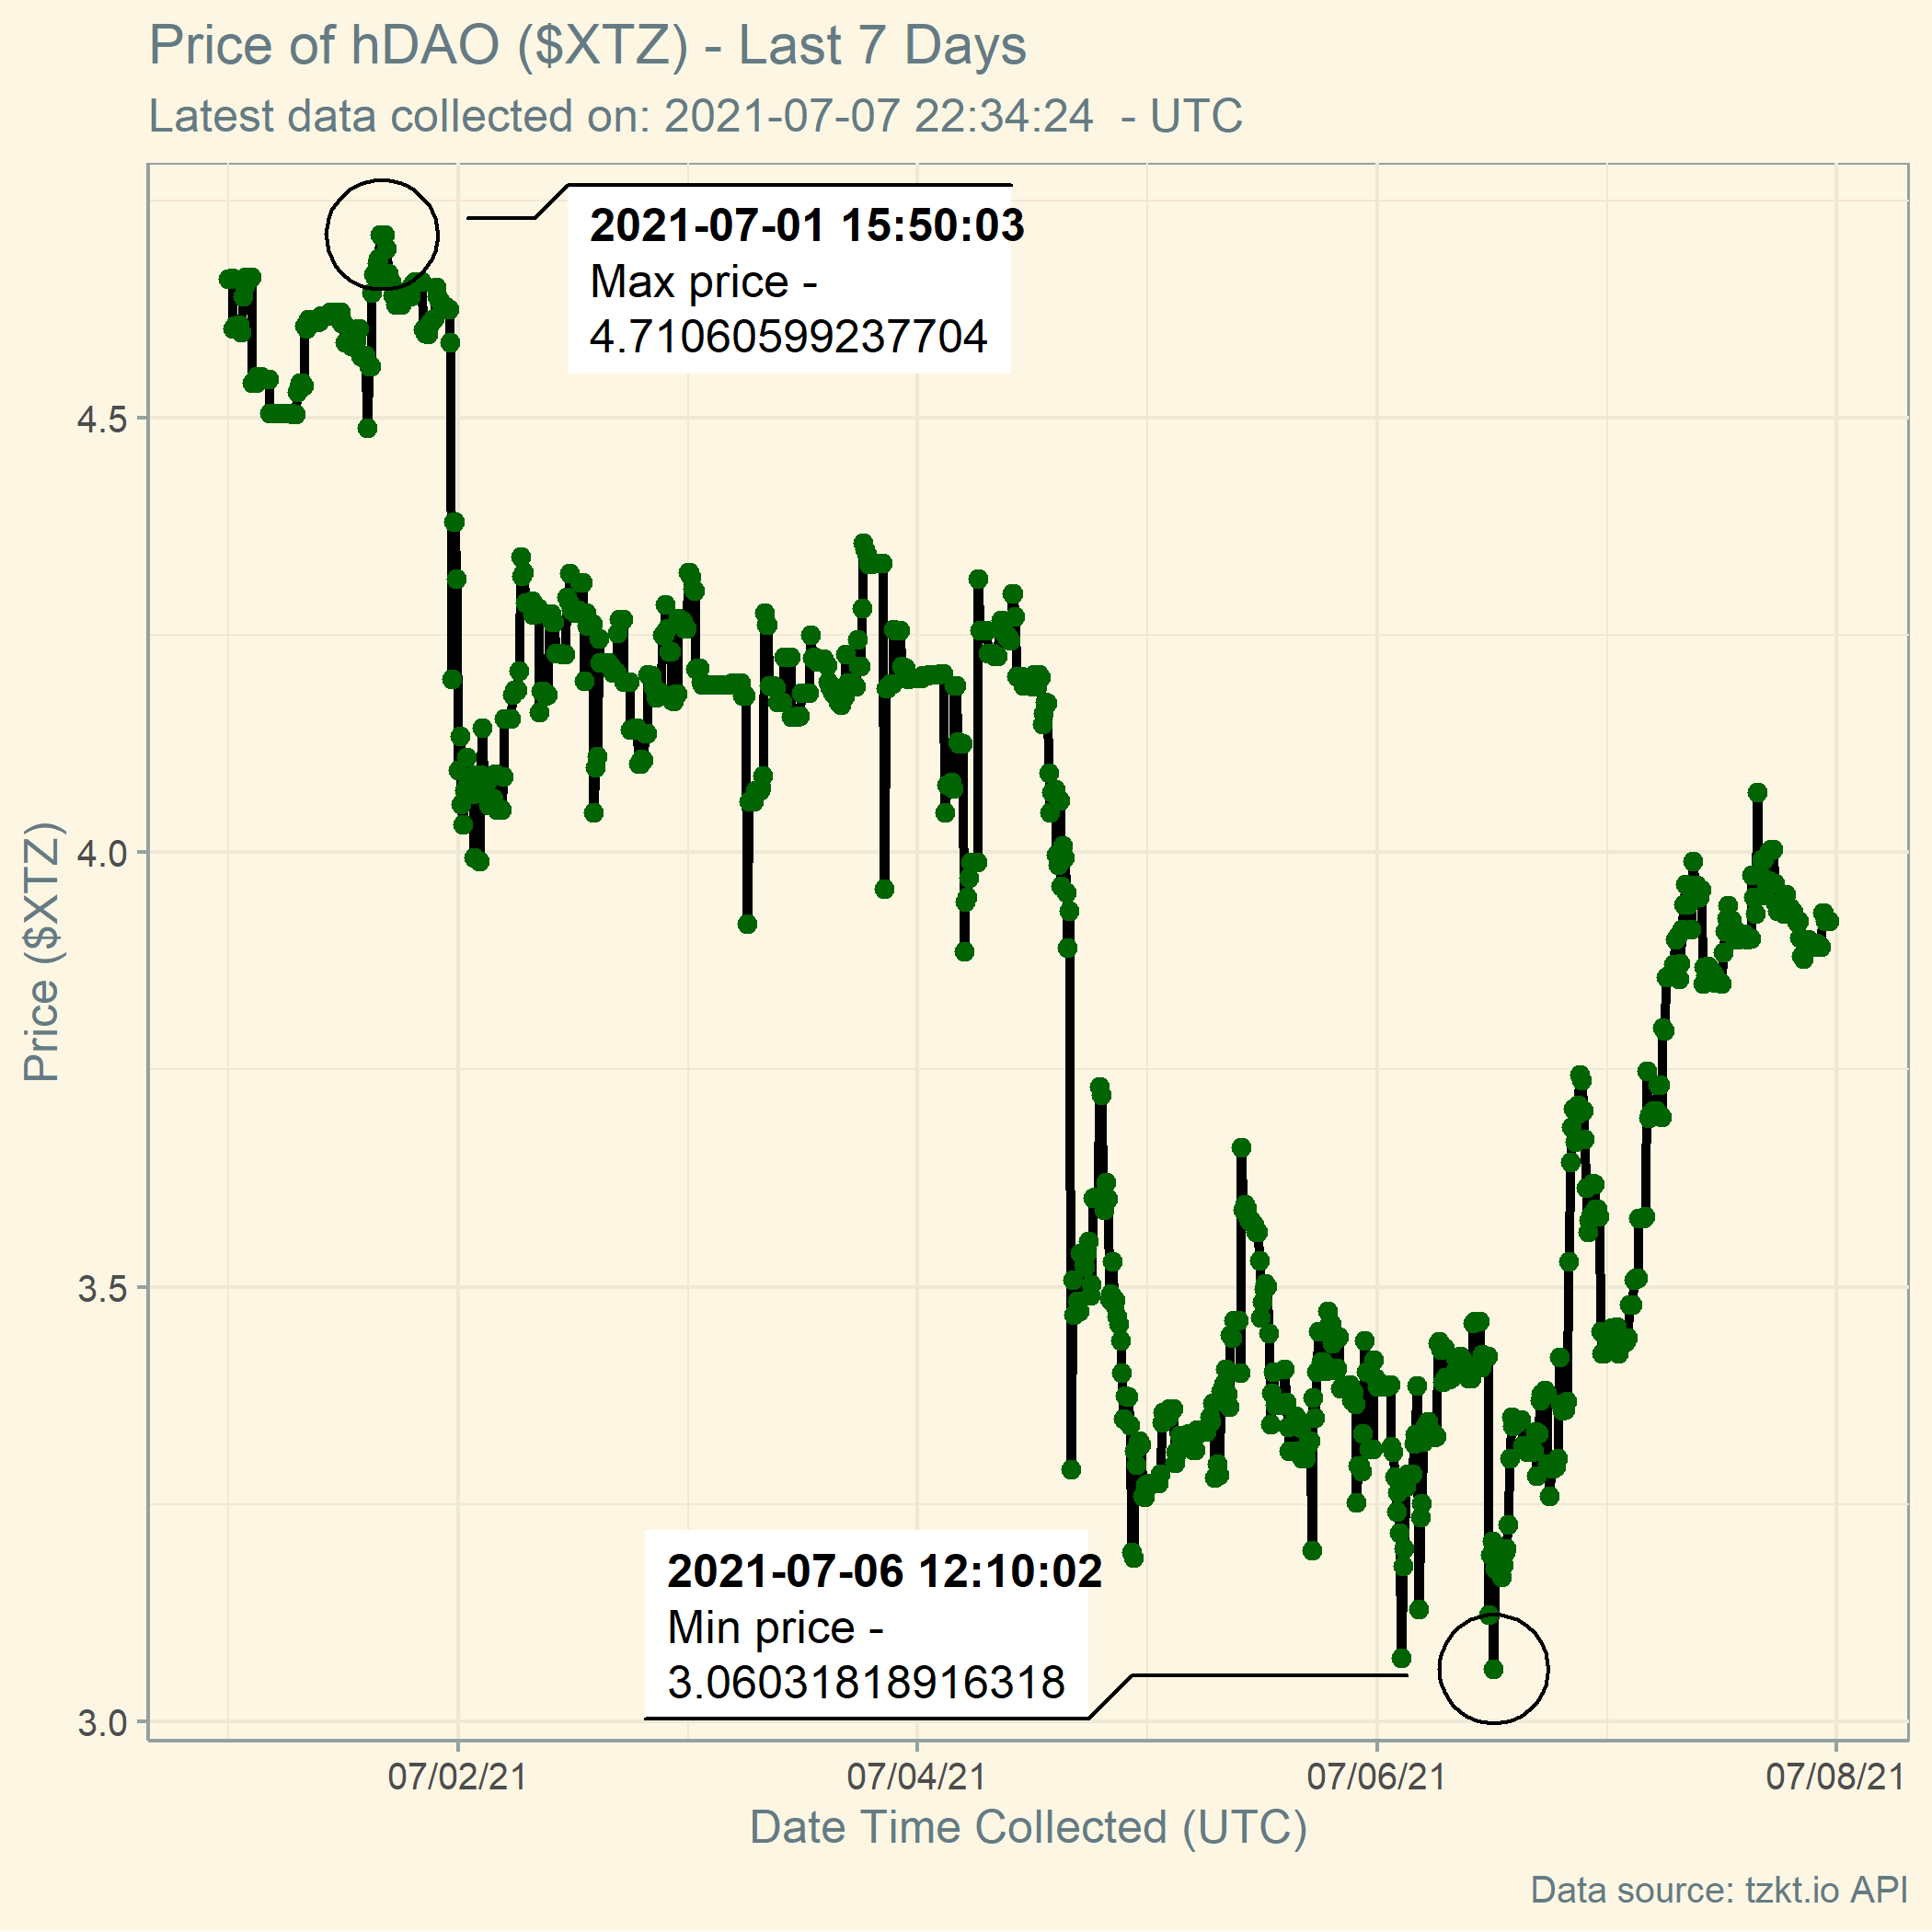 Price of hDAO ($XTZ) - Last 7 Days
Latest data collected on: 2021-07-07 22:34:24  - UTC
2021-07-01 15:50:03
Max price -
4.71060599237704
4.5
4.0
3.5
3.0
Price ($XTZ)
2021-07-06 12:10:02
Min price -
3.06031818916318
07/02/21
07/04/21
07/06/21
07/08/21
Date Time Collected (UTC)
Data source: tzkt.io API